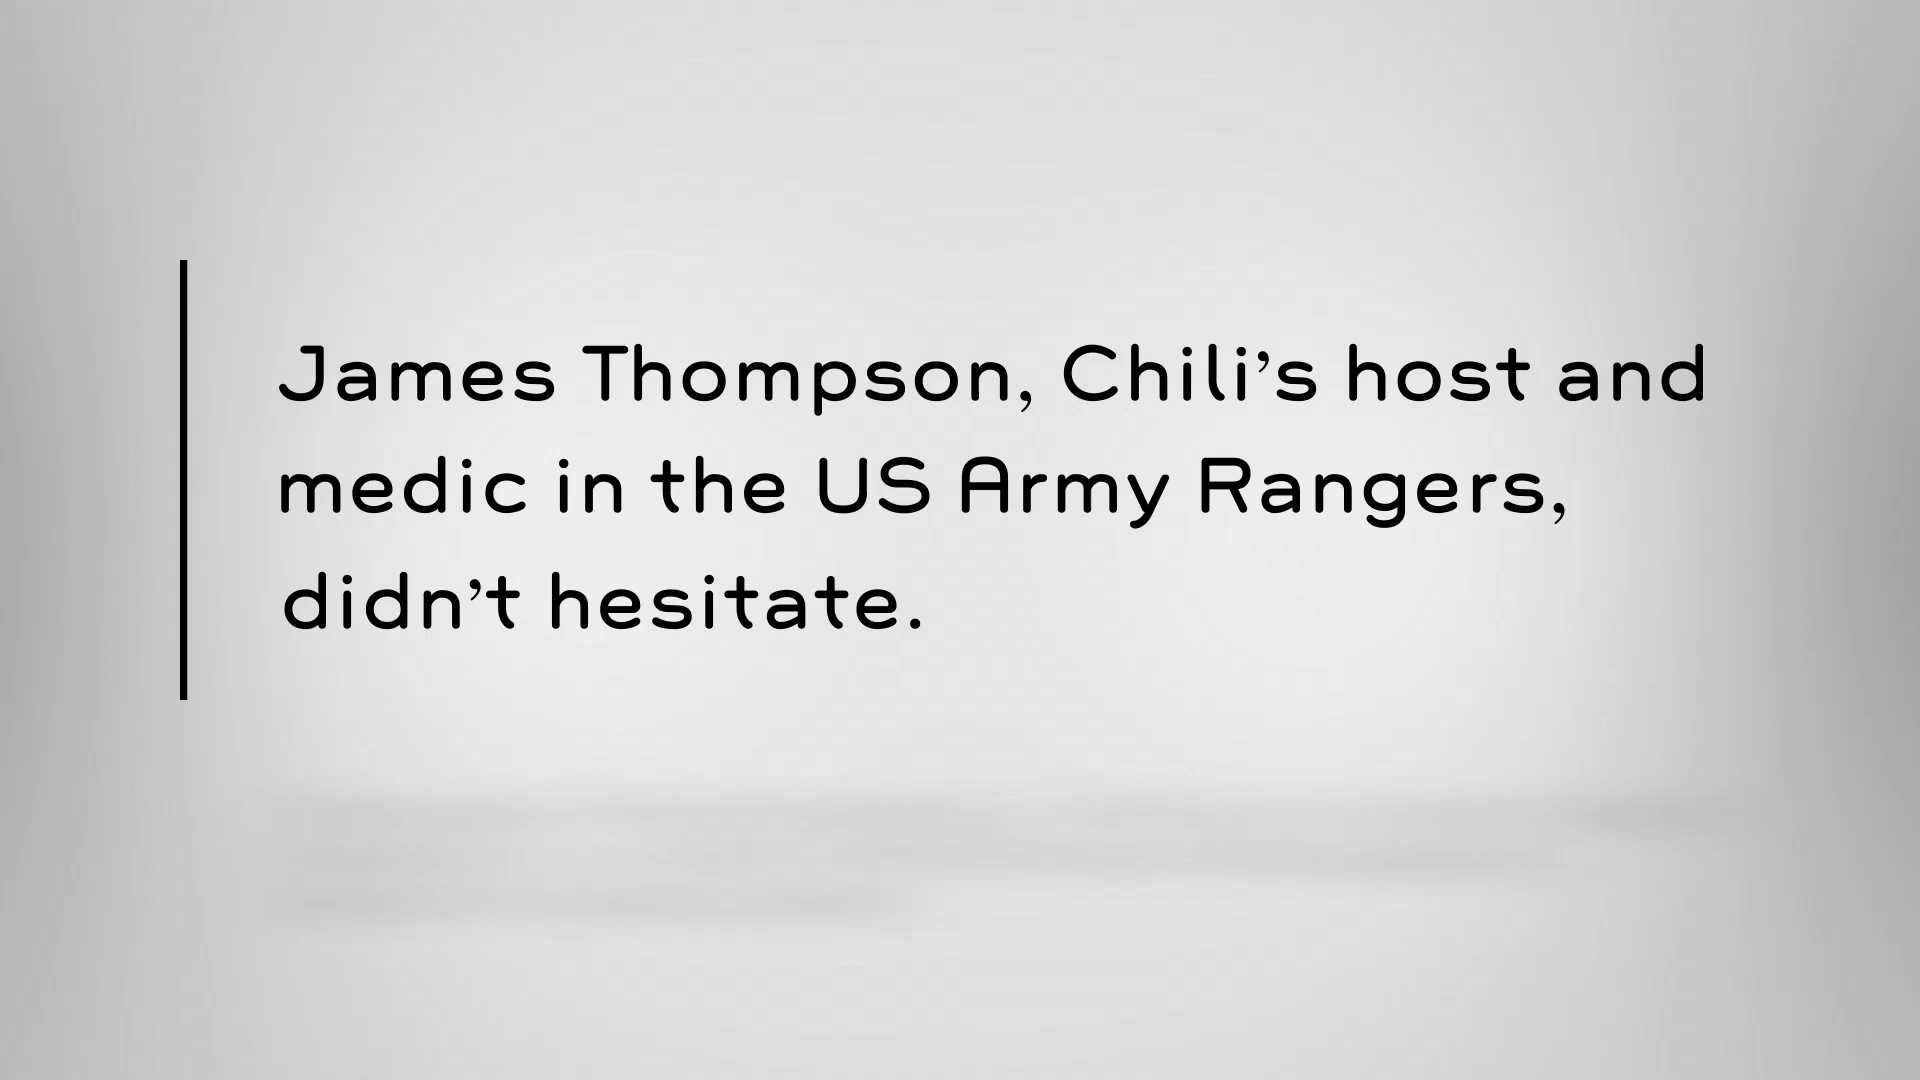 James Thompson, Chili’s host and
medic in the US Army Rangers,
didn’t hesitate.